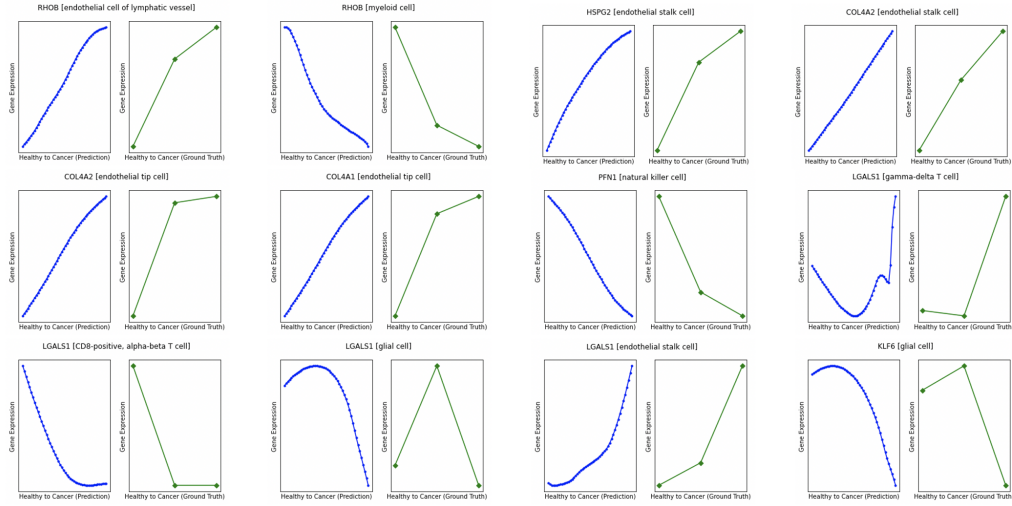 RHOB [endothelial cell of lymphatic vessel]
Gene Expression
Healthy to Cancer (Prediction)
Gene Expression
Healthy to Cancer (Ground Truth)
RHOB [myeloid cell]
Gene Expression
Healthy to Cancer (Prediction)
Gene Expression
Healthy to Cancer (Ground Truth)
HSPG2 [endothelial stalk cell]
Gene Expression
Healthy to Cancer (Prediction)
Gene Expression
Healthy to Cancer (Ground Truth)
COL4A2 [endothelial stalk cell]
Gene Expression
Healthy to Cancer (Prediction)
Gene Expression
Healthy to Cancer (Ground Truth)
COL4A2 [endothelial tip cell]
Gene Expression
Healthy to Cancer (Prediction)
Gene Expression
Healthy to Cancer (Ground Truth)
COL4A1 [endothelial tip cell]
Gene Expression
Healthy to Cancer (Prediction)
Gene Expression
Healthy to Cancer (Ground Truth)
PFN1 [natural killer cell]
Gene Expression
Healthy to Cancer (Prediction)
Gene Expression
Healthy to Cancer (Ground Truth)
LGALS1 [gamma-delta T cell]
Gene Expression
Healthy to Cancer (Prediction)
Gene Expression
Healthy to Cancer (Ground Truth)
LGALS1 [CD8-positive, alpha-beta T cell]
Gene Expression
Healthy to Cancer (Prediction)
Gene Expression
Healthy to Cancer (Ground Truth)
LGALS1 [glial cell]
Gene Expression
Healthy to Cancer (Prediction)
Gene Expression
Healthy to Cancer (Ground Truth)
LGALS1 [endothelial stalk cell]
Gene Expression
Healthy to Cancer (Prediction)
Gene Expression
Healthy to Cancer (Ground Truth)
KLF6 [glial cell]
Gene Expression
Healthy to Cancer (Prediction)
Gene Expression
Healthy to Cancer (Ground Truth)